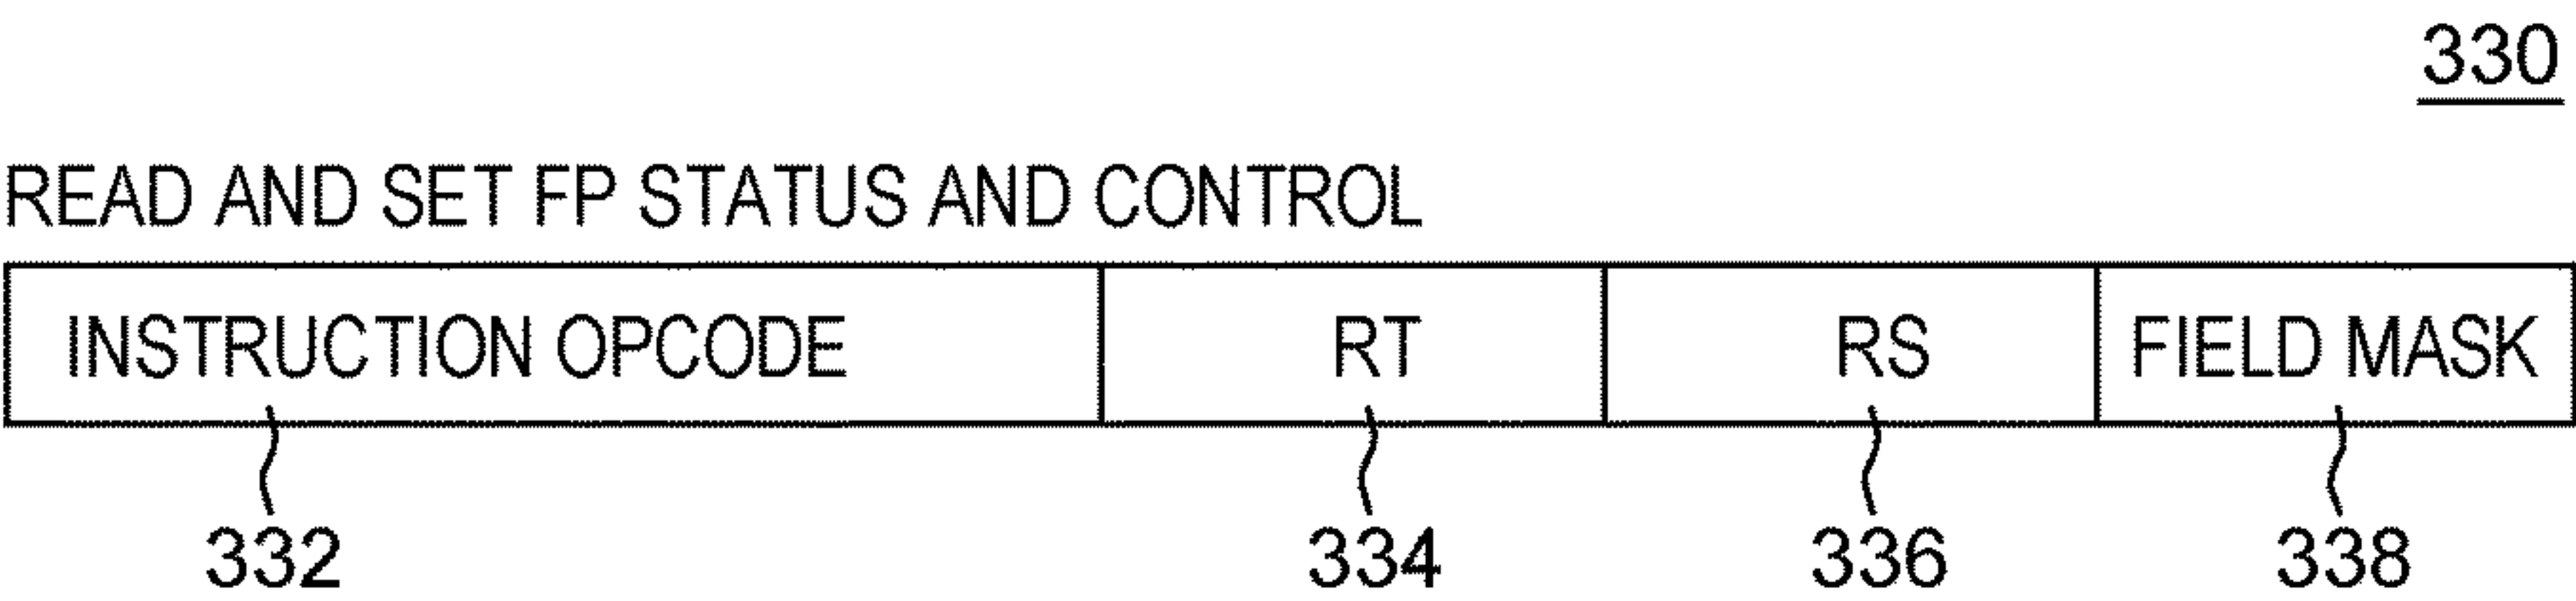 330
READ AND SET FP STATUS AND CONTROL
INSTRUCTION OPCODE RT RS FIELD MASK
332 334 336 338